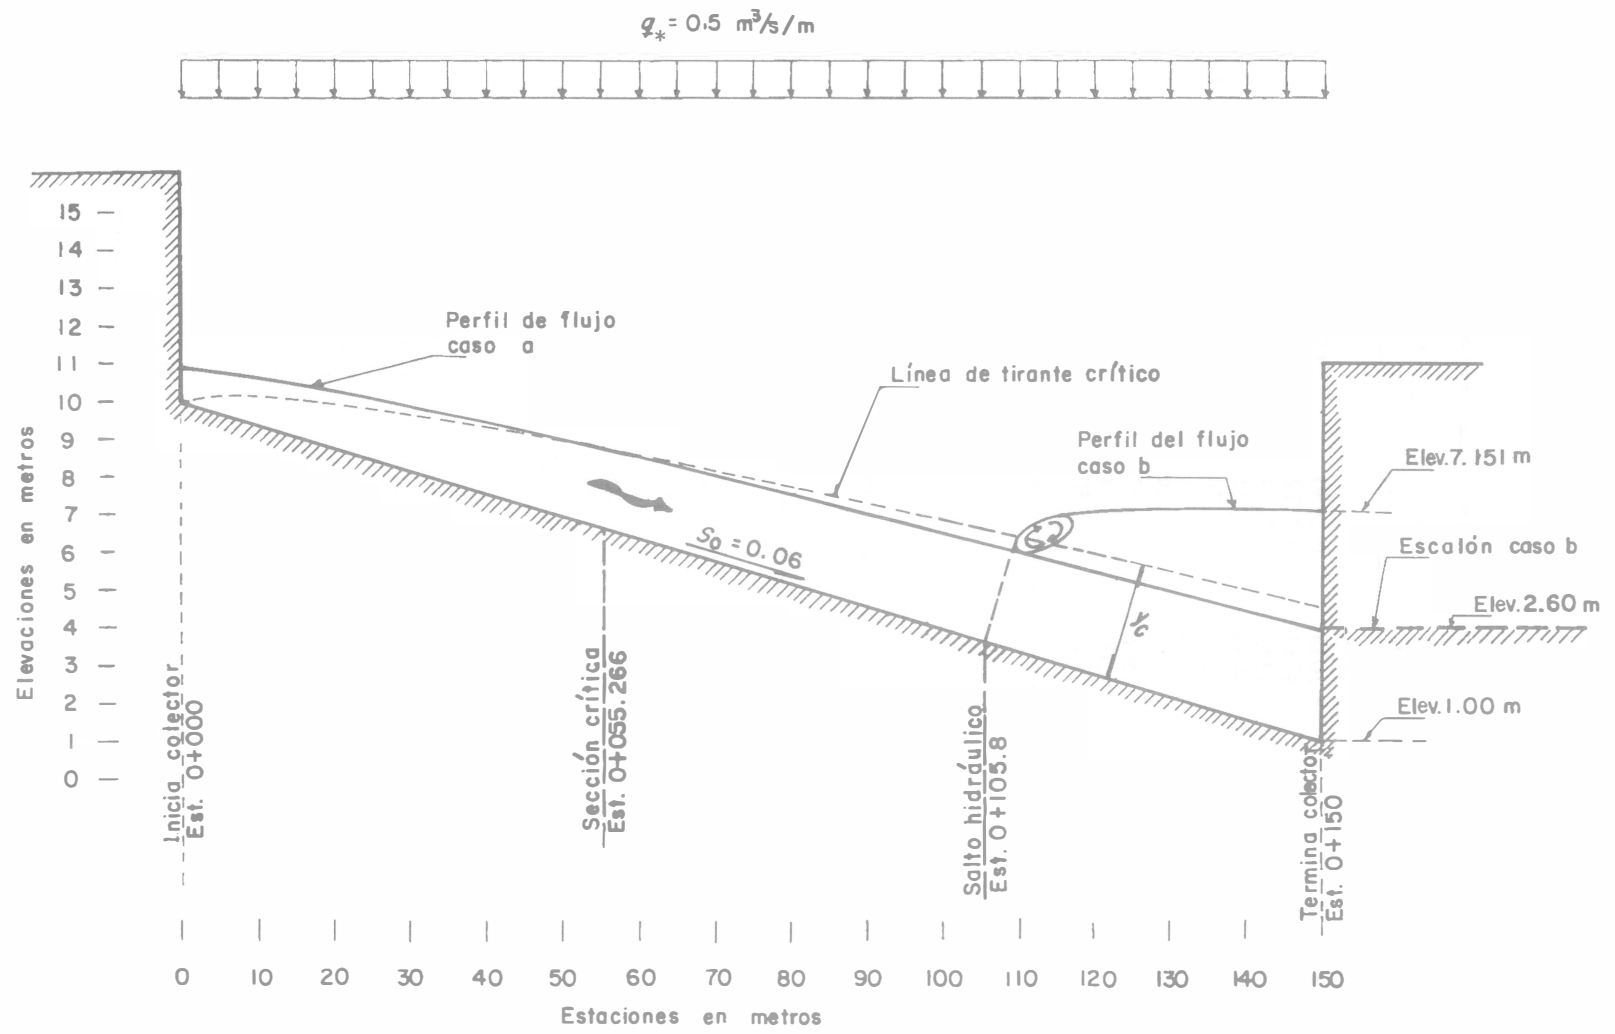 q* = 0.5 m³/s/m
15
14
13
12
11
10
9
8
7
6
5
4
3
2
1
0
Elevaciones en metros
Perfil de flujo
caso a
Línea de tirante crítico
Perfil del flujo
caso b
Elev. 7.151 m
Escalón caso b
Elev. 2.60 m
Elev. 1.00 m
So = 0.06
yc
Inicia colector
Est. 0+000
Sección crítica
Est. 0+055.266
Salto hidráulico
Est. 0+105.8
Termina colector
Est. 0+150
0 10 20 30 40 50 60 70 80 90 100 110 120 130 140 150
Estaciones en metros